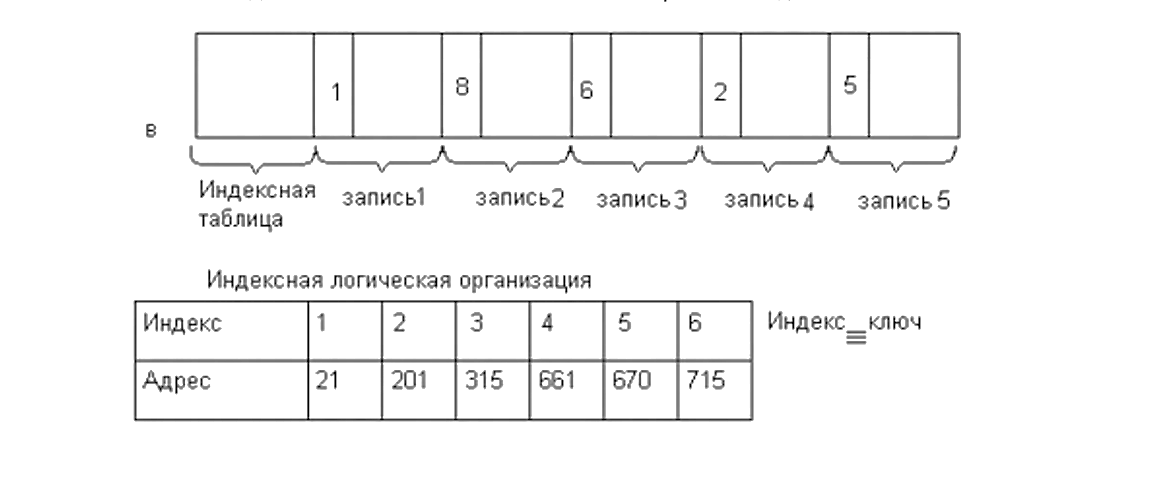 1 8 6 2 5
в
Индексная таблица
запись1 запись2 запись 3 запись 4 запись 5
Индексная логическая организация
Индекс 1 2 3 4 5 6 Индекс≡ключ
Адрес 21 201 315 661 670 715